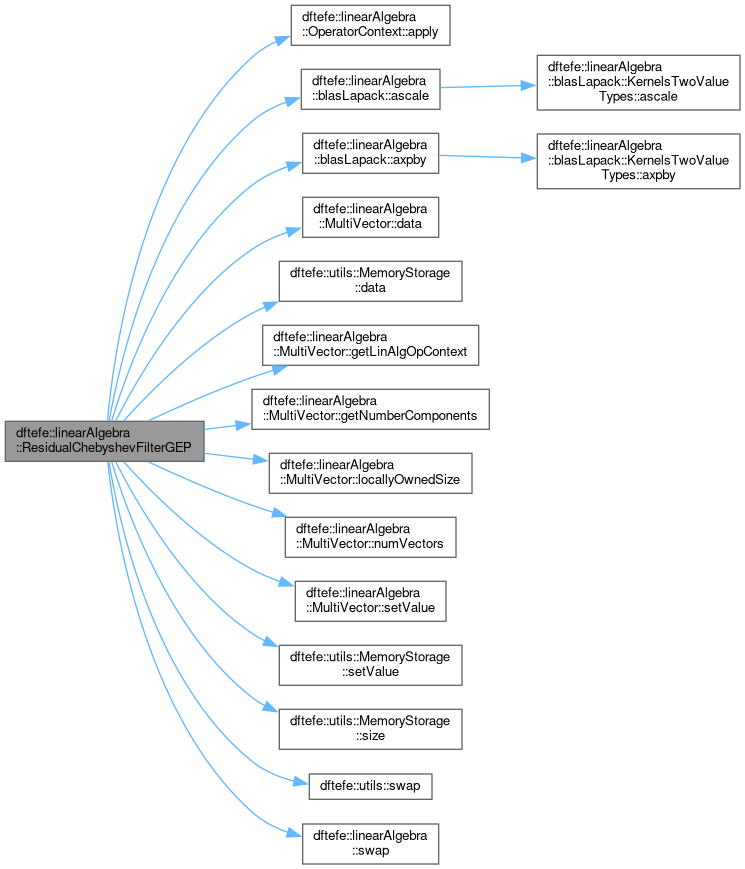 dftefe::linearAlgebra
::ResidualChebyshevFilterGEP
dftefe::linearAlgebra
::OperatorContext::apply
dftefe::linearAlgebra
::blasLapack::ascale
dftefe::linearAlgebra
::blasLapack::KernelsTwoValue
Types::ascale
dftefe::linearAlgebra
::blasLapack::axpby
dftefe::linearAlgebra
::blasLapack::KernelsTwoValue
Types::axpby
dftefe::linearAlgebra
::MultiVector::data
dftefe::utils::MemoryStorage
::data
dftefe::linearAlgebra
::MultiVector::getLinAlgOpContext
dftefe::linearAlgebra
::MultiVector::getNumberComponents
dftefe::linearAlgebra
::MultiVector::locallyOwnedSize
dftefe::linearAlgebra
::MultiVector::numVectors
dftefe::linearAlgebra
::MultiVector::setValue
dftefe::utils::MemoryStorage
::setValue
dftefe::utils::MemoryStorage
::size
dftefe::utils::swap
dftefe::linearAlgebra
::swap